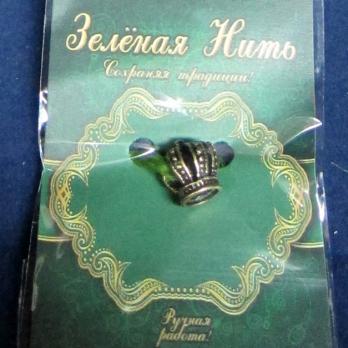 Зелёная Нить
Сохраняя традиции!
Ручная
работа!